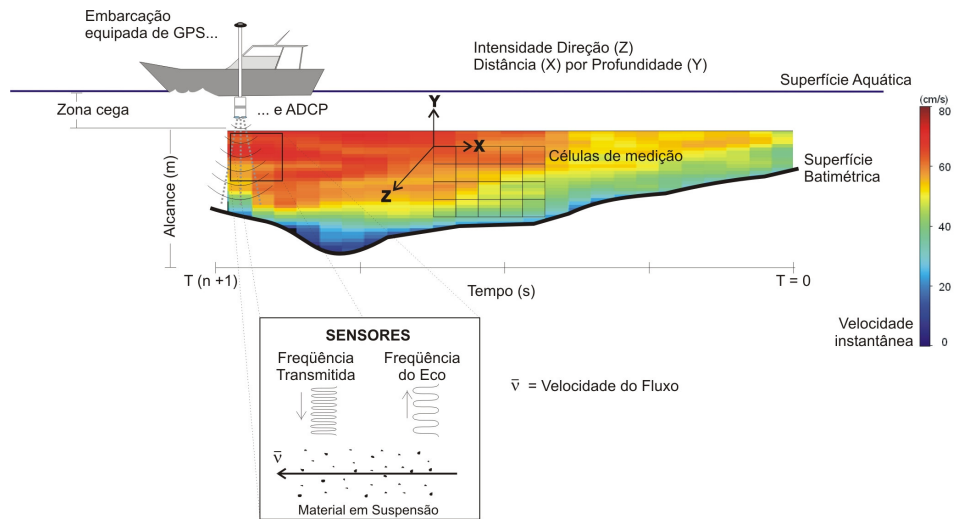 Embarcação
equipada de GPS...
Intensidade Direção (Z)
Distância (X) por Profundidade (Y)
Superfície Aquática
Zona cega
... e ADCP
Y
X
Z
Células de medição
Alcance (m)
(cm/s)
80
60
40
20
0
Superfície
Batimétrica
T (n +1)
Tempo (s)
T = 0
Velocidade
instantânea
SENSORES
Freqüência
Transmitida
Freqüência
do Eco
v̄
Material em Suspensão
v̄ = Velocidade do Fluxo